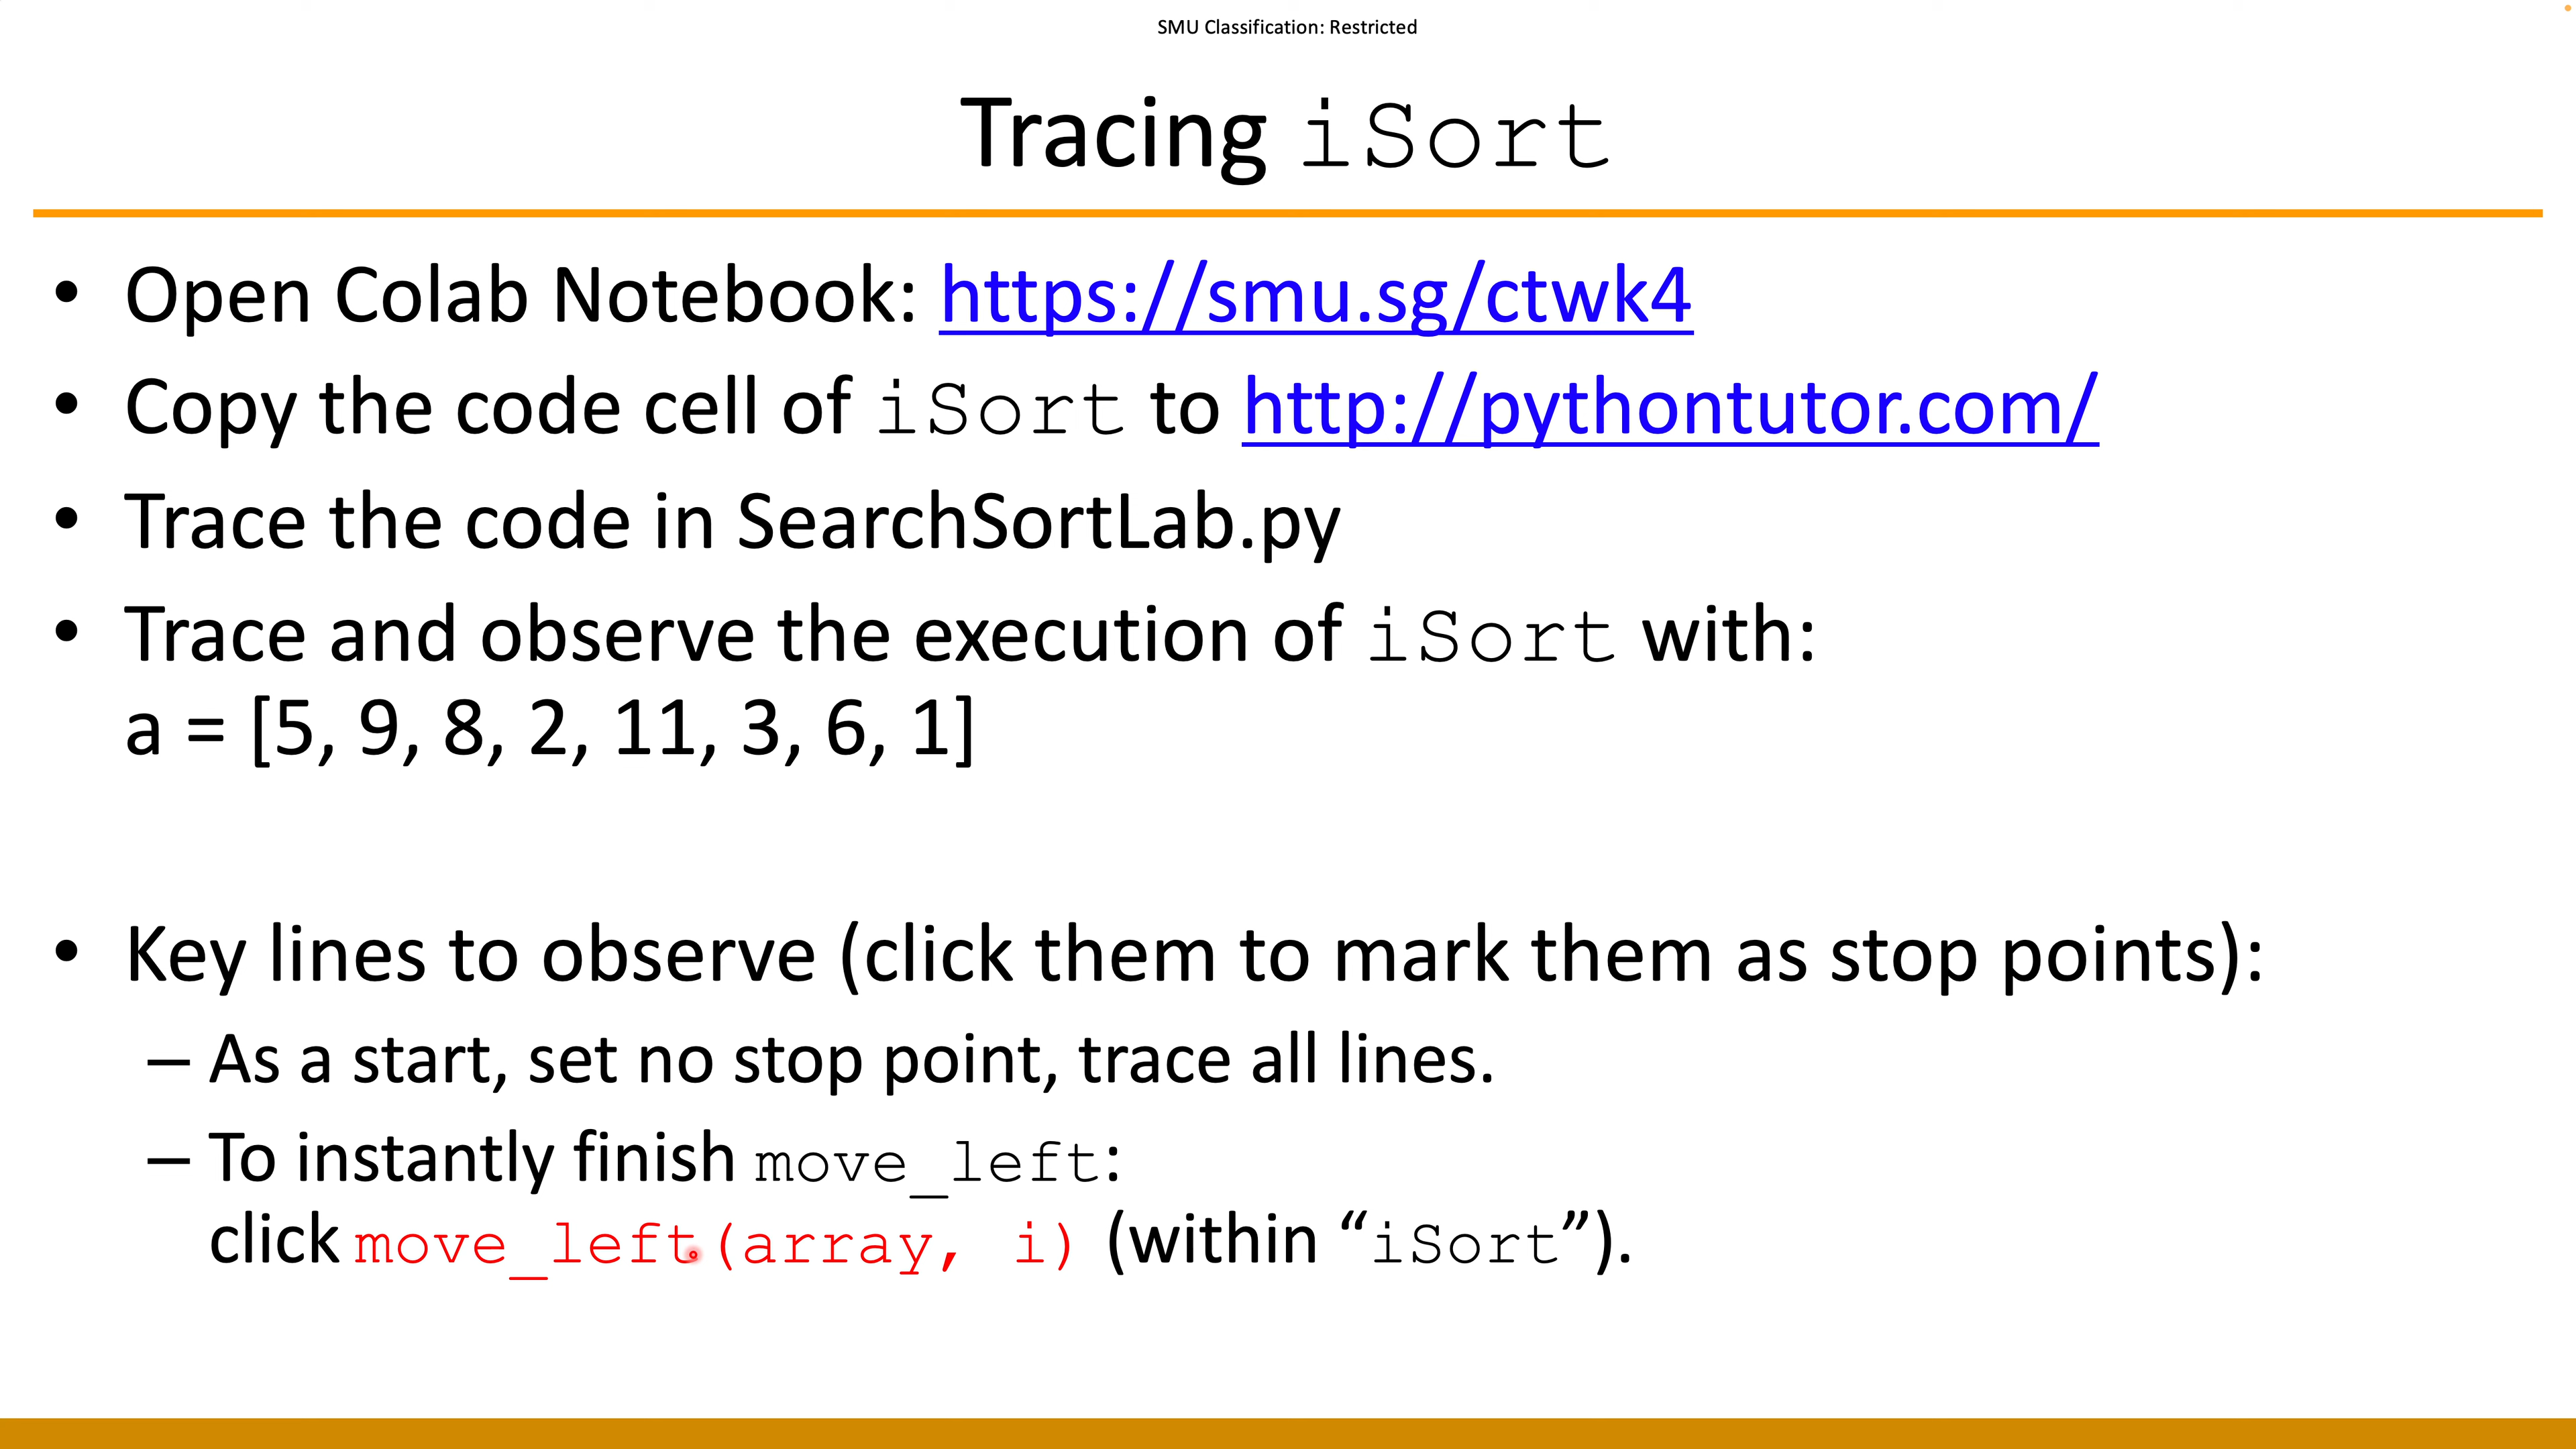 SMU Classification: Restricted
Tracing iSort
• Open Colab Notebook: https://smu.sg/ctwk4
• Copy the code cell of iSort to http://pythontutor.com/
• Trace the code in SearchSortLab.py
• Trace and observe the execution of iSort with:
a = [5, 9, 8, 2, 11, 3, 6, 1]
• Key lines to observe (click them to mark them as stop points):
– As a start, set no stop point, trace all lines.
– To instantly finish move_left:
click move_left(array, i) (within “iSort”).